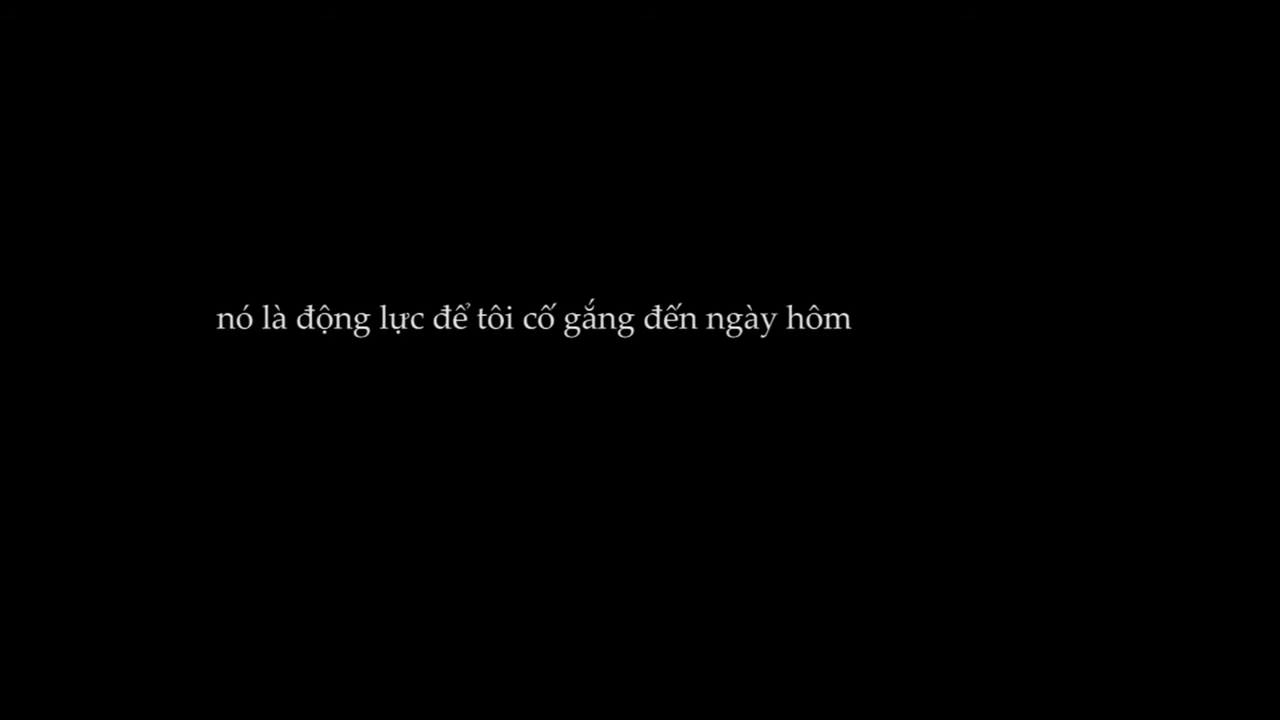 nó là động lực để tôi cố gắng đến ngày hôm